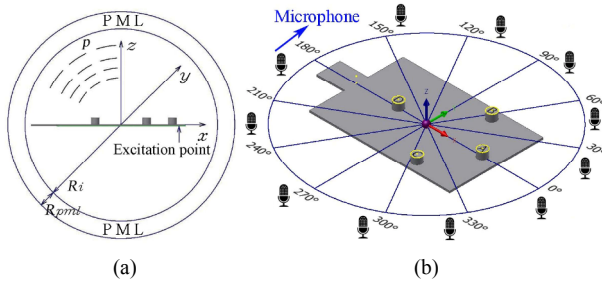 PML
p
z
y
x
Excitation point
Ri
Rpml
PML
(a)
Microphone
150°
120°
180°
90°
210°
60°
240°
30°
270°
0°
300°
330°
z
D
B
C
A
(b)